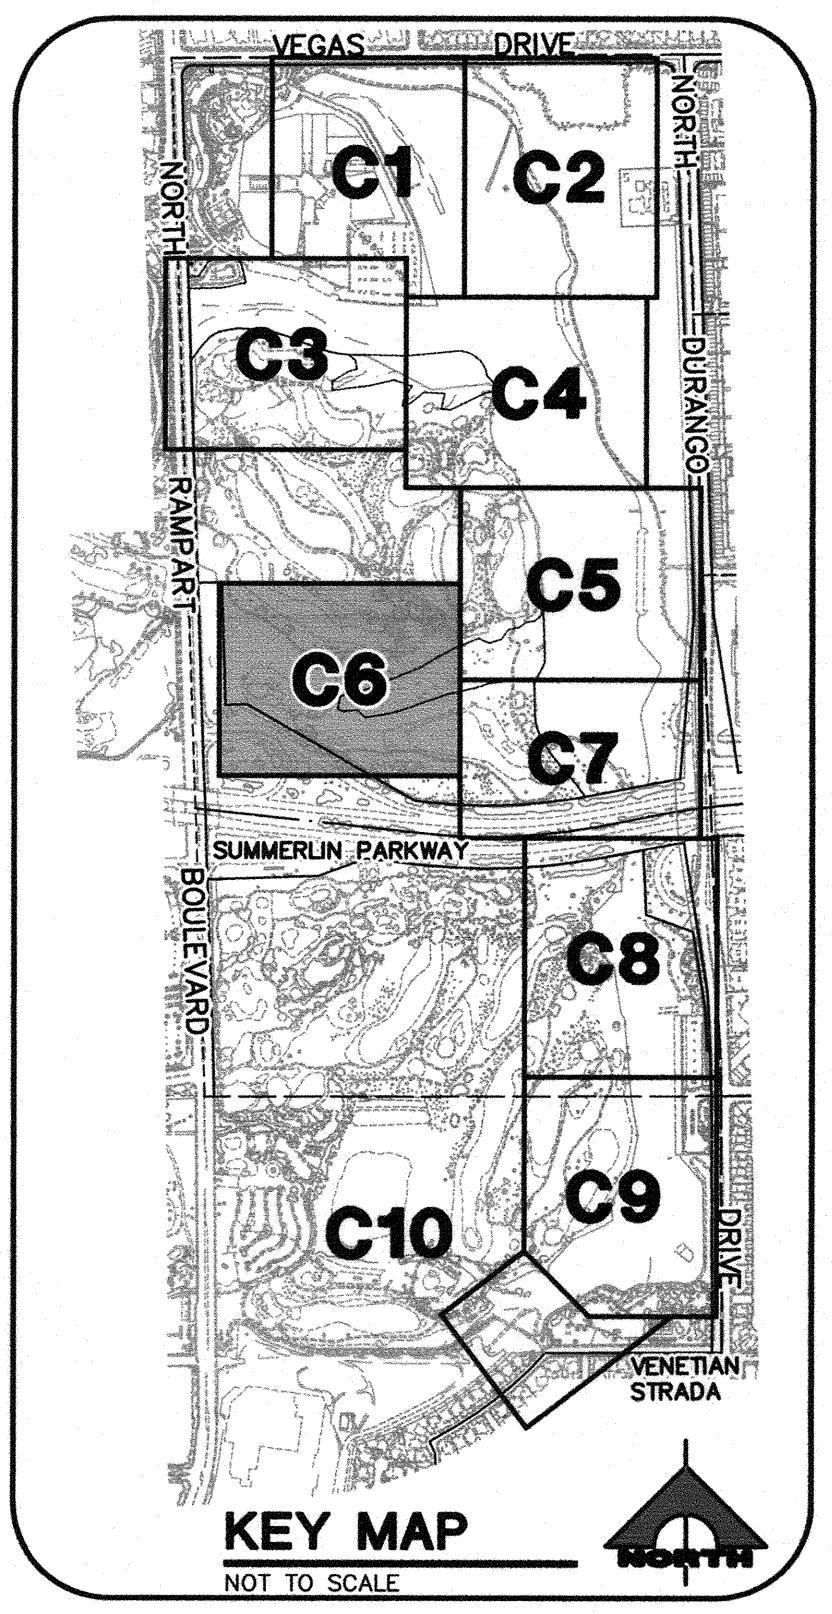 VEGAS DRIVE
NORTH
NORTH
C1
C2
C3
C4
DURANGO
RAMPART
C5
C6
C7
SUMMERLIN PARKWAY
BOULEVARD
C8
C9
C10
DRIVE
VENETIAN
STRADA
KEY MAP
NOT TO SCALE
NORTH